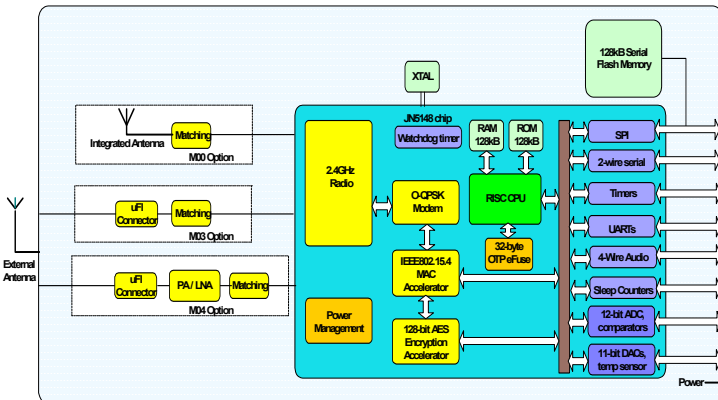 128kB Serial
Flash Memory
XTAL
JN5148 chip
Watchdog timer
RAM
128kB
ROM
128kB
Integrated Antenna
Matching
M00 Option
2.4GHz
Radio
O-QPSK
Modem
RISC CPU
32-byte
OTP eFuse
SPI
2-wire serial
Timers
UARTs
4-Wire Audio
Sleep Counters
12-bit ADC,
comparators
11-bit DACs,
temp sensor
uFl
Connector
Matching
M03 Option
External
Antenna
uFl
Connector
PA / LNA
Matching
M04 Option
IEEE802.15.4
MAC
Accelerator
Power
Management
128-bit AES
Encryption
Accelerator
Power